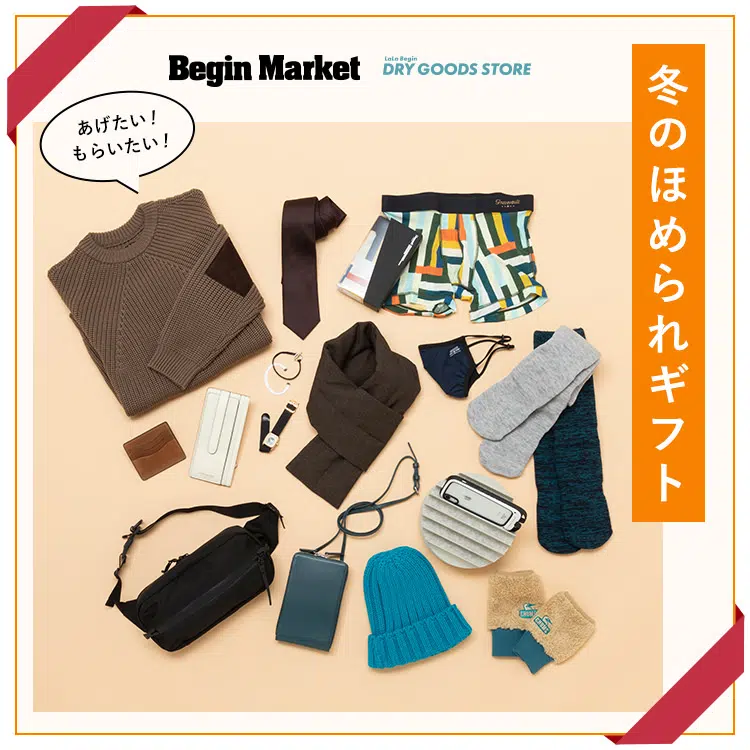 Begin Market
LaLa Begin
DRY GOODS STORE
あげたい!
もらいたい!
冬のほめられギフト
CHUMS